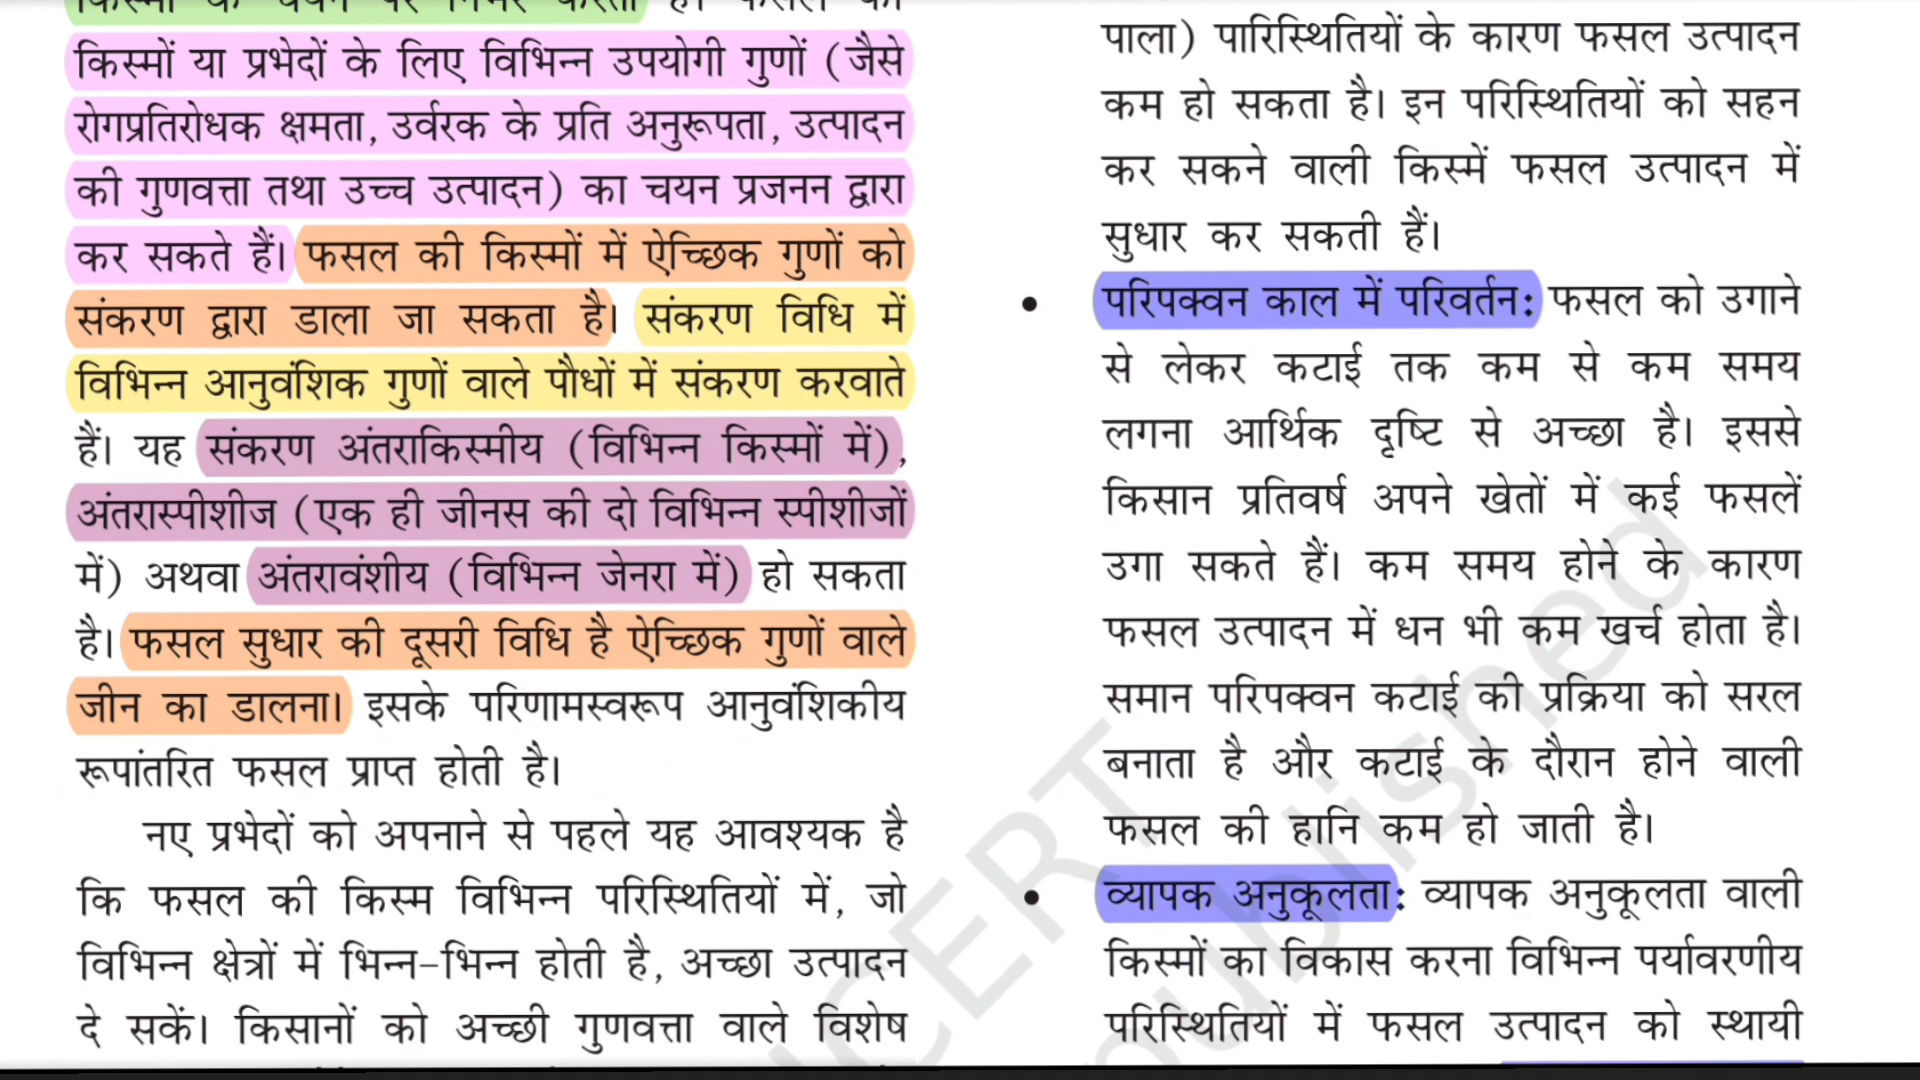 किस्मों या प्रभेदों के लिए विभिन्न उपयोगी गुणों (जैसे
रोगप्रतिरोधक क्षमता, उर्वरक के प्रति अनुरूपता, उत्पादन
की गुणवत्ता तथा उच्च उत्पादन) का चयन प्रजनन द्वारा
कर सकते हैं। फसल की किस्मों में ऐच्छिक गुणों को
संकरण द्वारा डाला जा सकता है। संकरण विधि में
विभिन्न आनुवंशिक गुणों वाले पौधों में संकरण करवाते
हैं। यह संकरण अंतराकिस्मीय (विभिन्न किस्मों में),
अंतरास्पीशीज (एक ही जीनस की दो विभिन्न स्पीशीजों
में) अथवा अंतरावंशीय (विभिन्न जेनरा में) हो सकता
है। फसल सुधार की दूसरी विधि है ऐच्छिक गुणों वाले
जीन का डालना। इसके परिणामस्वरूप आनुवंशिकीय
रूपांतरित फसल प्राप्त होती है।
नए प्रभेदों को अपनाने से पहले यह आवश्यक है
कि फसल की किस्म विभिन्न परिस्थितियों में, जो
विभिन्न क्षेत्रों में भिन्न-भिन्न होती है, अच्छा उत्पादन
दे सकें। किसानों को अच्छी गुणवत्ता वाले विशेष
पाला) पारिस्थितियों के कारण फसल उत्पादन
कम हो सकता है। इन परिस्थितियों को सहन
कर सकने वाली किस्में फसल उत्पादन में
सुधार कर सकती हैं।
• परिपक्वन काल में परिवर्तन: फसल को उगाने
से लेकर कटाई तक कम से कम समय
लगना आर्थिक दृष्टि से अच्छा है। इससे
किसान प्रतिवर्ष अपने खेतों में कई फसलें
उगा सकते हैं। कम समय होने के कारण
फसल उत्पादन में धन भी कम खर्च होता है।
समान परिपक्वन कटाई की प्रक्रिया को सरल
बनाता है और कटाई के दौरान होने वाली
फसल की हानि कम हो जाती है।
• व्यापक अनुकूलता: व्यापक अनुकूलता वाली
किस्मों का विकास करना विभिन्न पर्यावरणीय
परिस्थितियों में फसल उत्पादन को स्थायी
NCERT
published